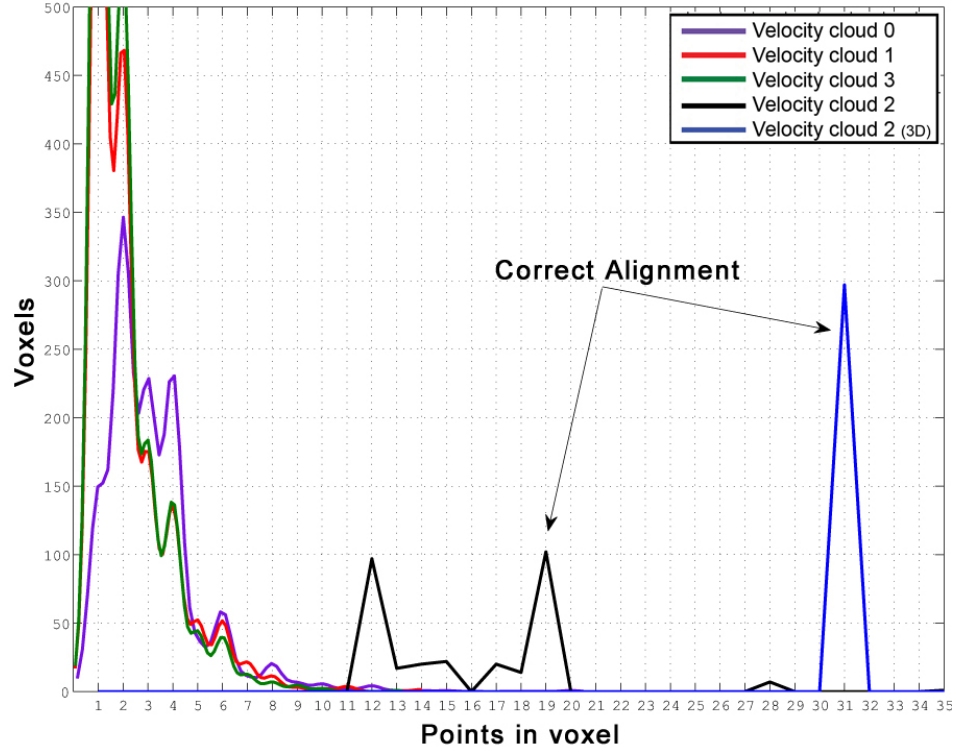 500
450
400
350
300
250
200
150
100
50
0
Voxels
Velocity cloud 0
Velocity cloud 1
Velocity cloud 3
Velocity cloud 2
Velocity cloud 2 (3D)
Correct Alignment
1 2 3 4 5 6 7 8 9 10 11 12 13 14 15 16 17 18 19 20 21 22 23 24 25 26 27 28 29 30 31 32 33 34 35
Points in voxel